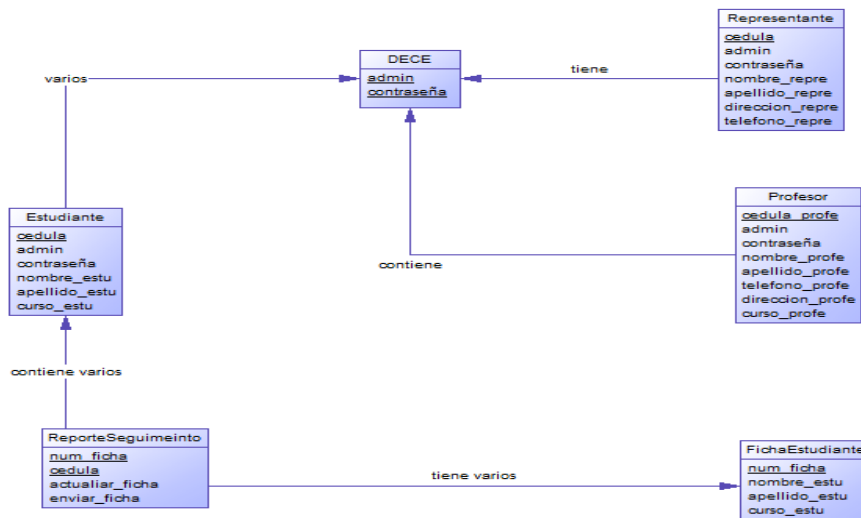 Representante
cedula
admin
contraseña
nombre_repre
apellido_repre
direccion_repre
telefono_repre
DECE
admin
contraseña
varios
tiene
Estudiante
cedula
admin
contraseña
nombre_estu
apellido_estu
curso_estu
Profesor
cedula_profe
admin
contraseña
nombre_profe
apellido_profe
telefono_profe
direccion_profe
curso_profe
contiene
contiene varios
ReporteSeguimeinto
num_ficha
cedula
actualiar_ficha
enviar_ficha
tiene varios
FichaEstudiante
num_ficha
nombre_estu
apellido_estu
curso_estu